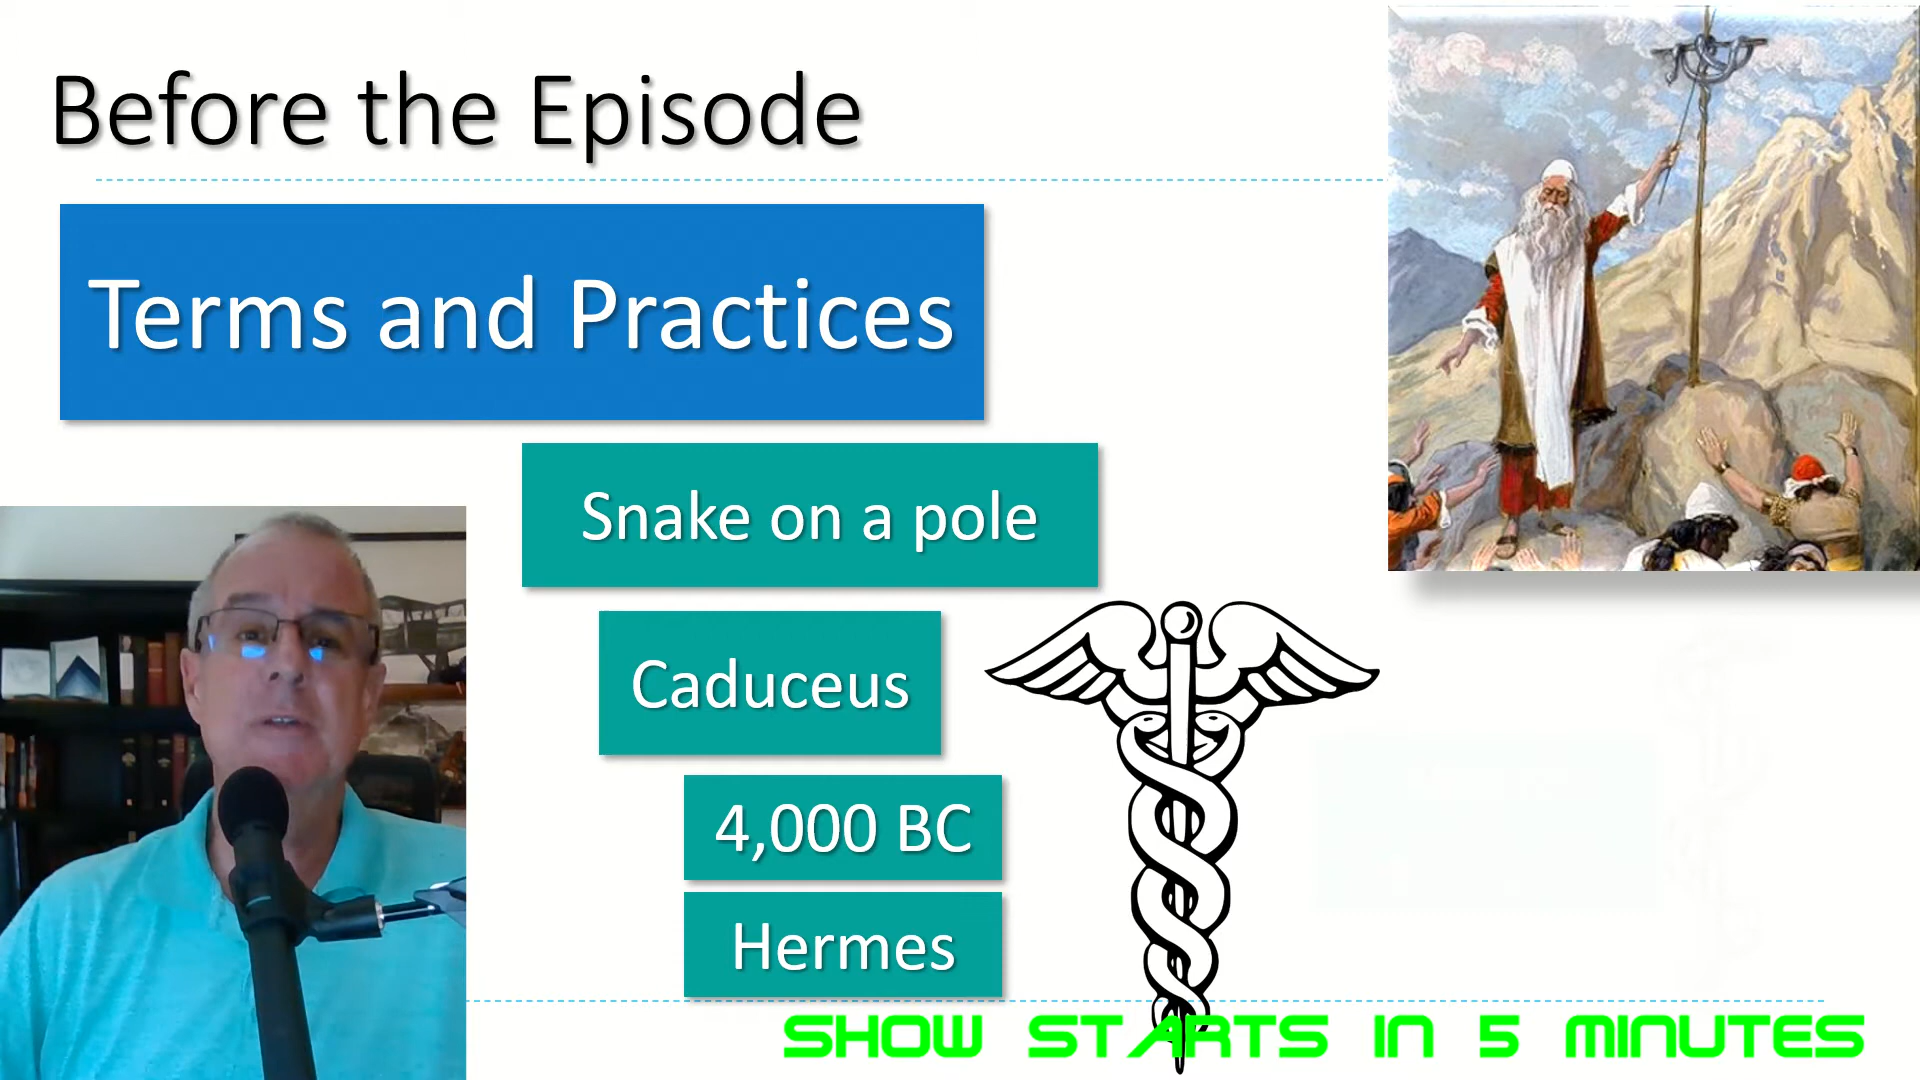 Before the Episode
Terms and Practices
Snake on a pole
Caduceus
4,000 BC
Hermes
SHOW STARTS IN 5 MINUTES